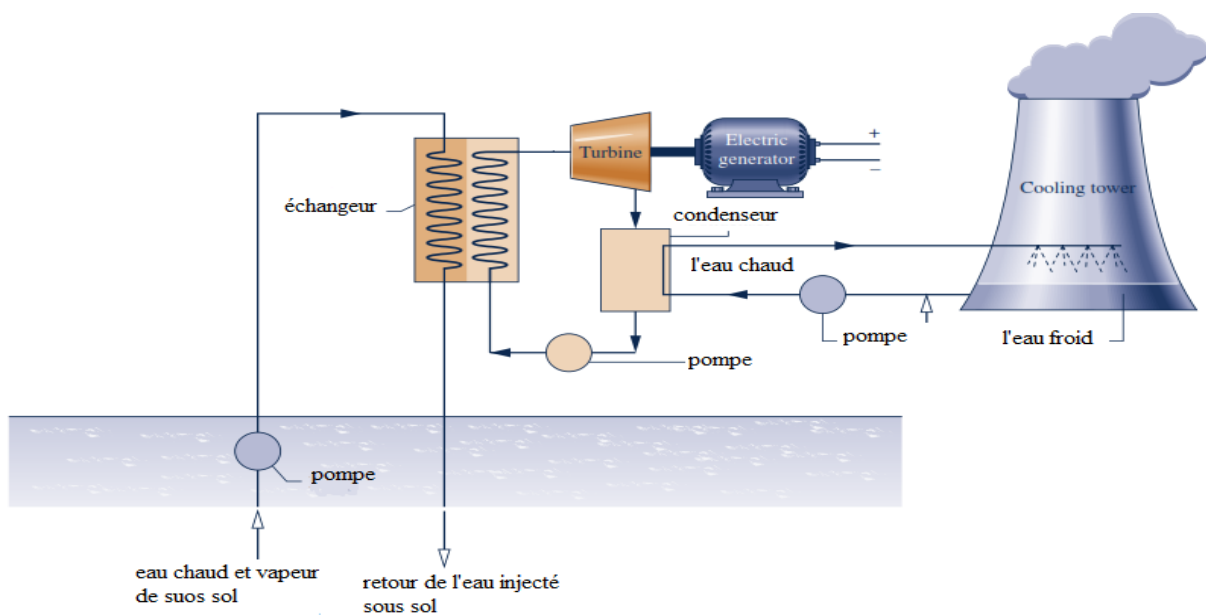 Turbine
Electric
generator
+
−
Cooling tower
échangeur
condenseur
l'eau chaud
pompe
l'eau froid
pompe
pompe
eau chaud et vapeur
de suos sol
retour de l'eau injecté
sous sol